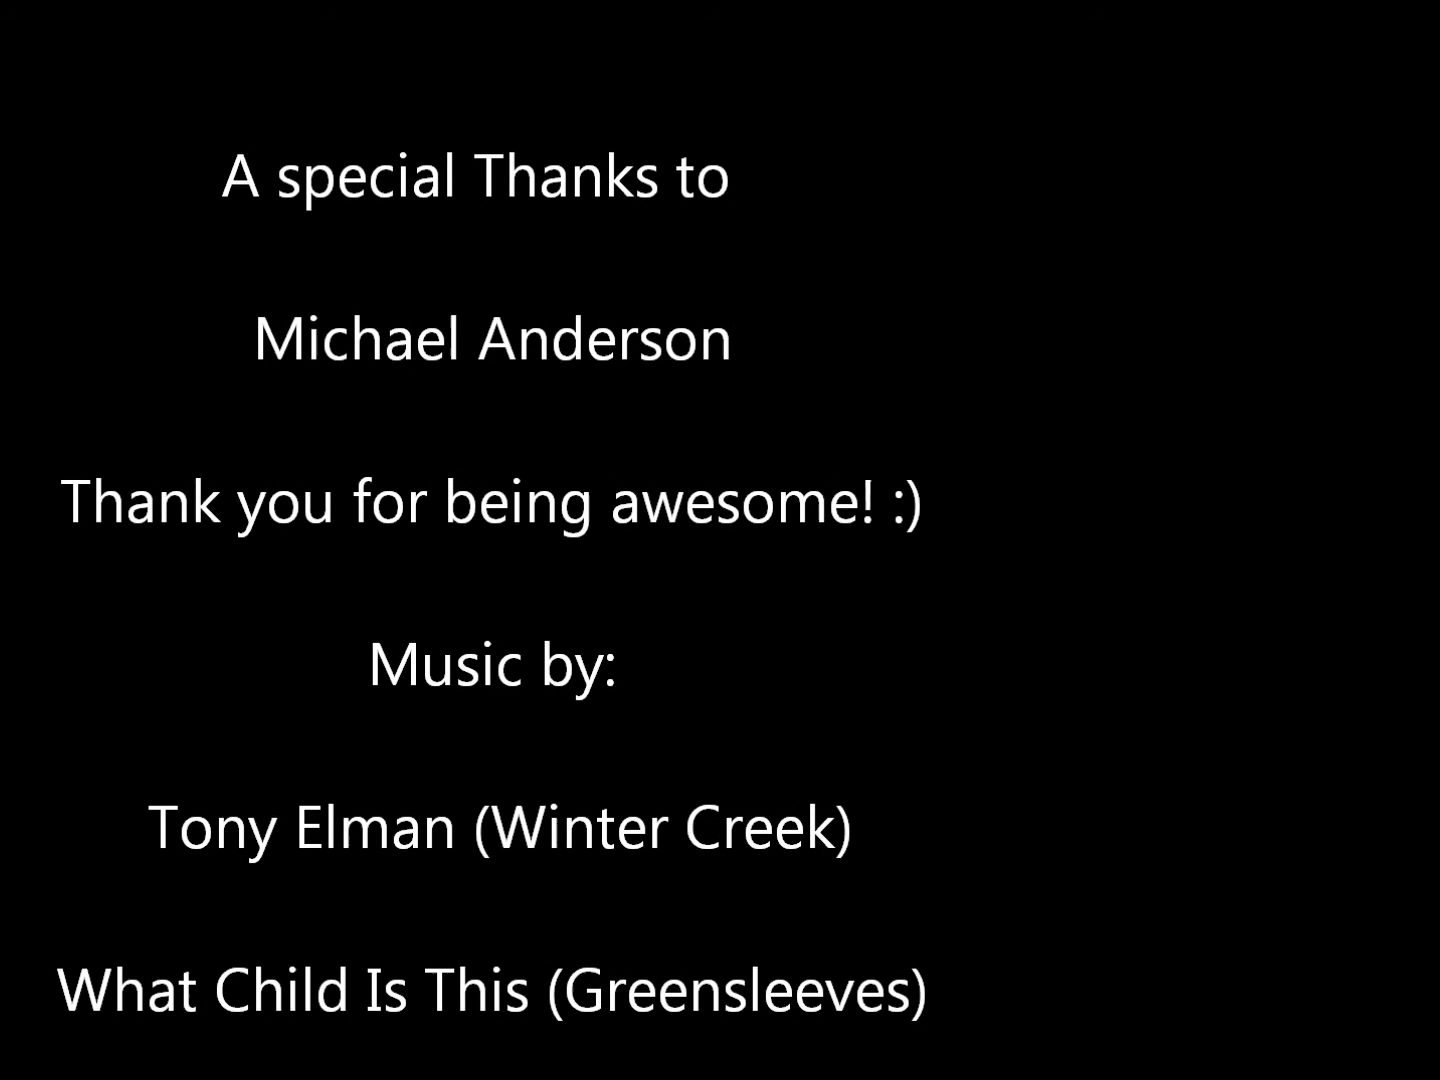 A special Thanks to
Michael Anderson
Thank you for being awesome! :)
Music by:
Tony Elman (Winter Creek)
What Child Is This (Greensleeves)